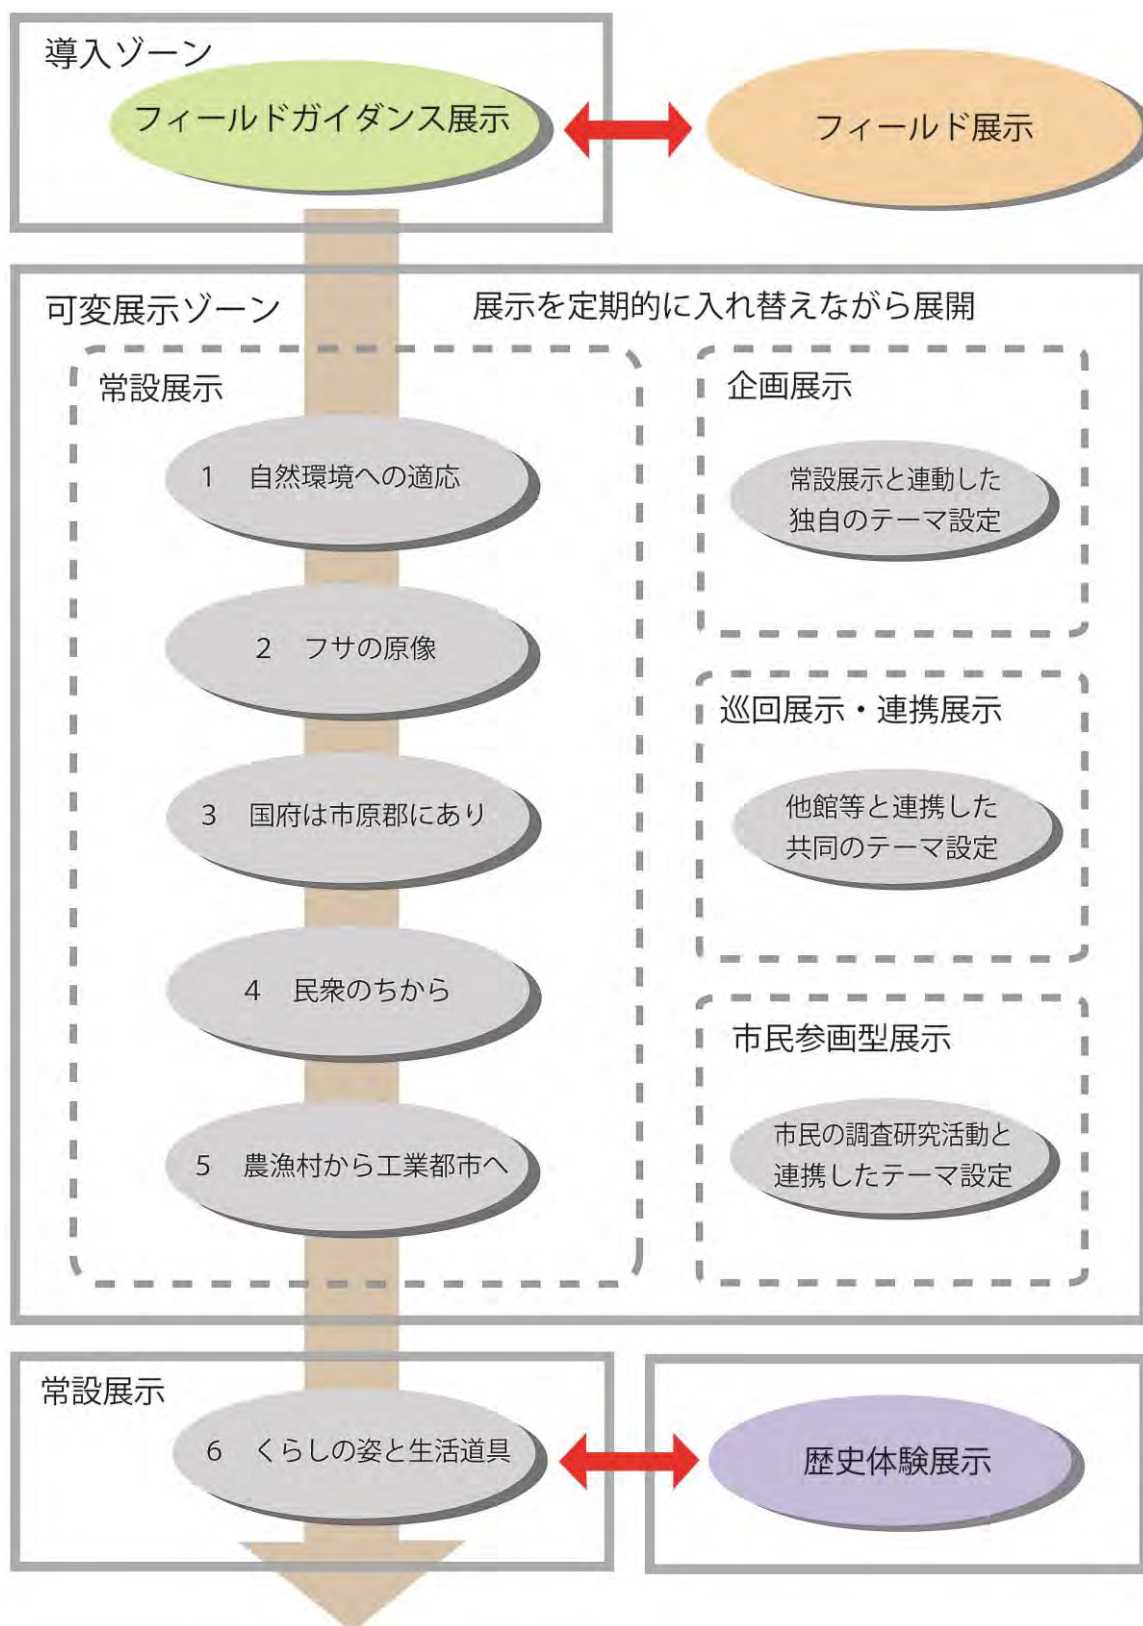 導入ゾーン
フィールドガイダンス展示
フィールド展示
可変展示ゾーン
展示を定期的に入れ替えながら展開
常設展示
1 自然環境への適応
2 フサの原像
3 国府は市原郡にあり
4 民衆のちから
5 農漁村から工業都市へ
企画展示
常設展示と連動した
独自のテーマ設定
巡回展示・連携展示
他館等と連携した
共同のテーマ設定
市民参画型展示
市民の調査研究活動と
連携したテーマ設定
常設展示
6 くらしの姿と生活道具
歴史体験展示